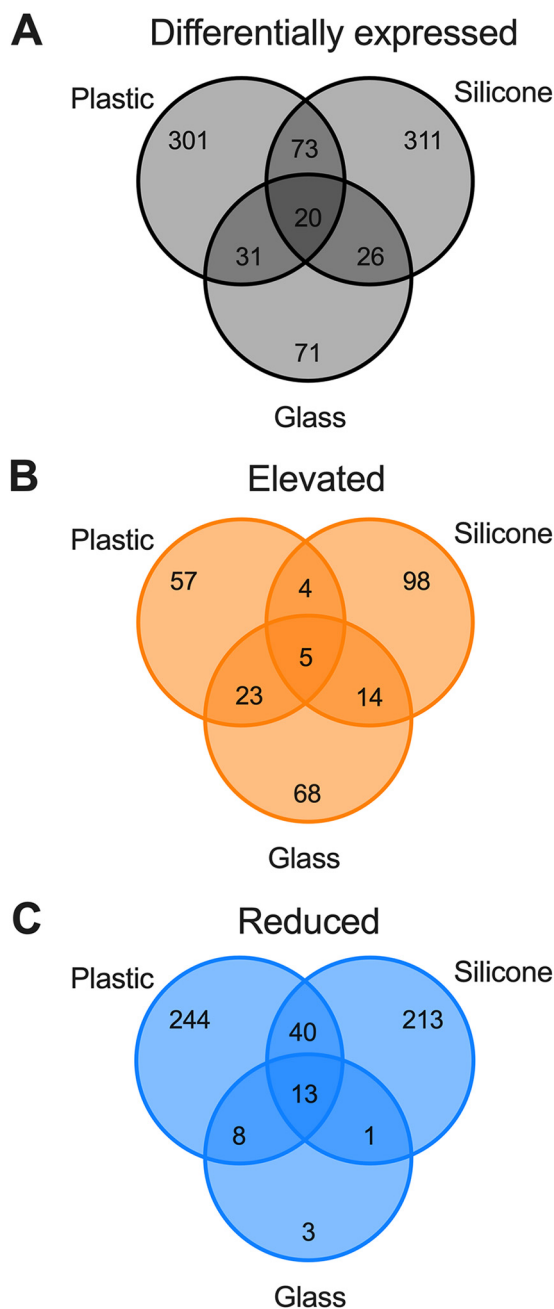 A Differentially expressed
Plastic Silicone
301 73 311
20
31 26
71
Glass
B Elevated
Plastic Silicone
57 4 98
5
23 14
68
Glass
C Reduced
Plastic Silicone
244 40 213
13
8 1
3
Glass